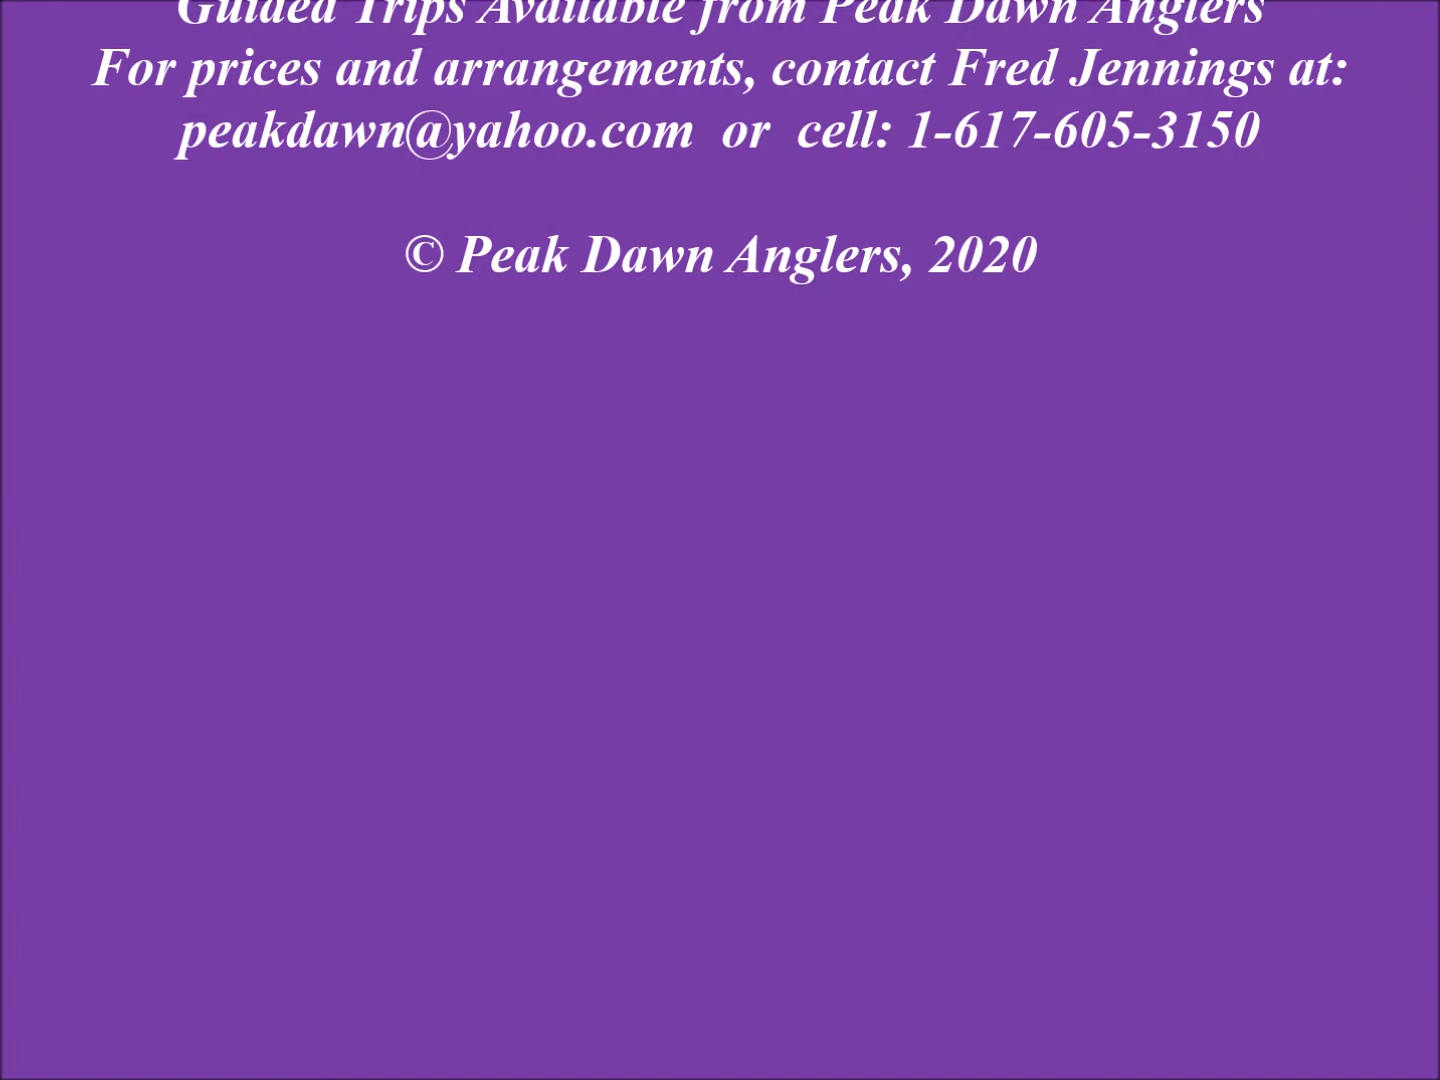 Guided Trips Available from Peak Dawn Anglers
For prices and arrangements, contact Fred Jennings at:
peakdawn@yahoo.com or cell: 1-617-605-3150
© Peak Dawn Anglers, 2020